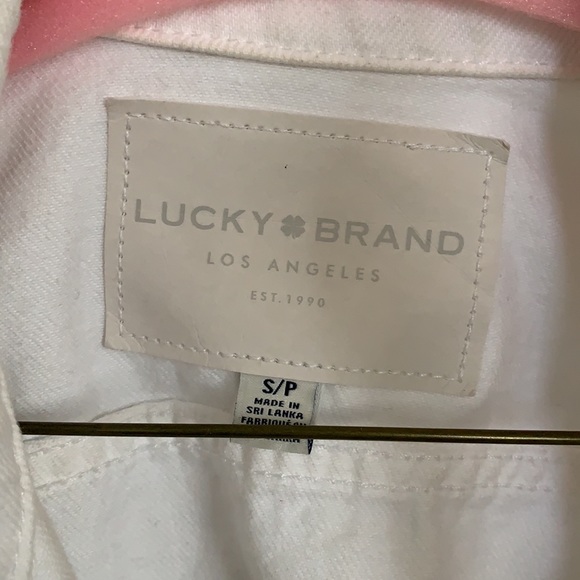 LUCKY BRAND
LOS ANGELES
EST. 1990
S/P
MADE IN
SRI LANKA